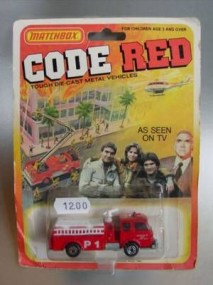 MATCHBOX
FOR CHILDREN AGE 3 AND OVER
CODE RED
TOUGH DIE-CAST METAL VEHICLES
AS SEEN
ON TV
1200
P1